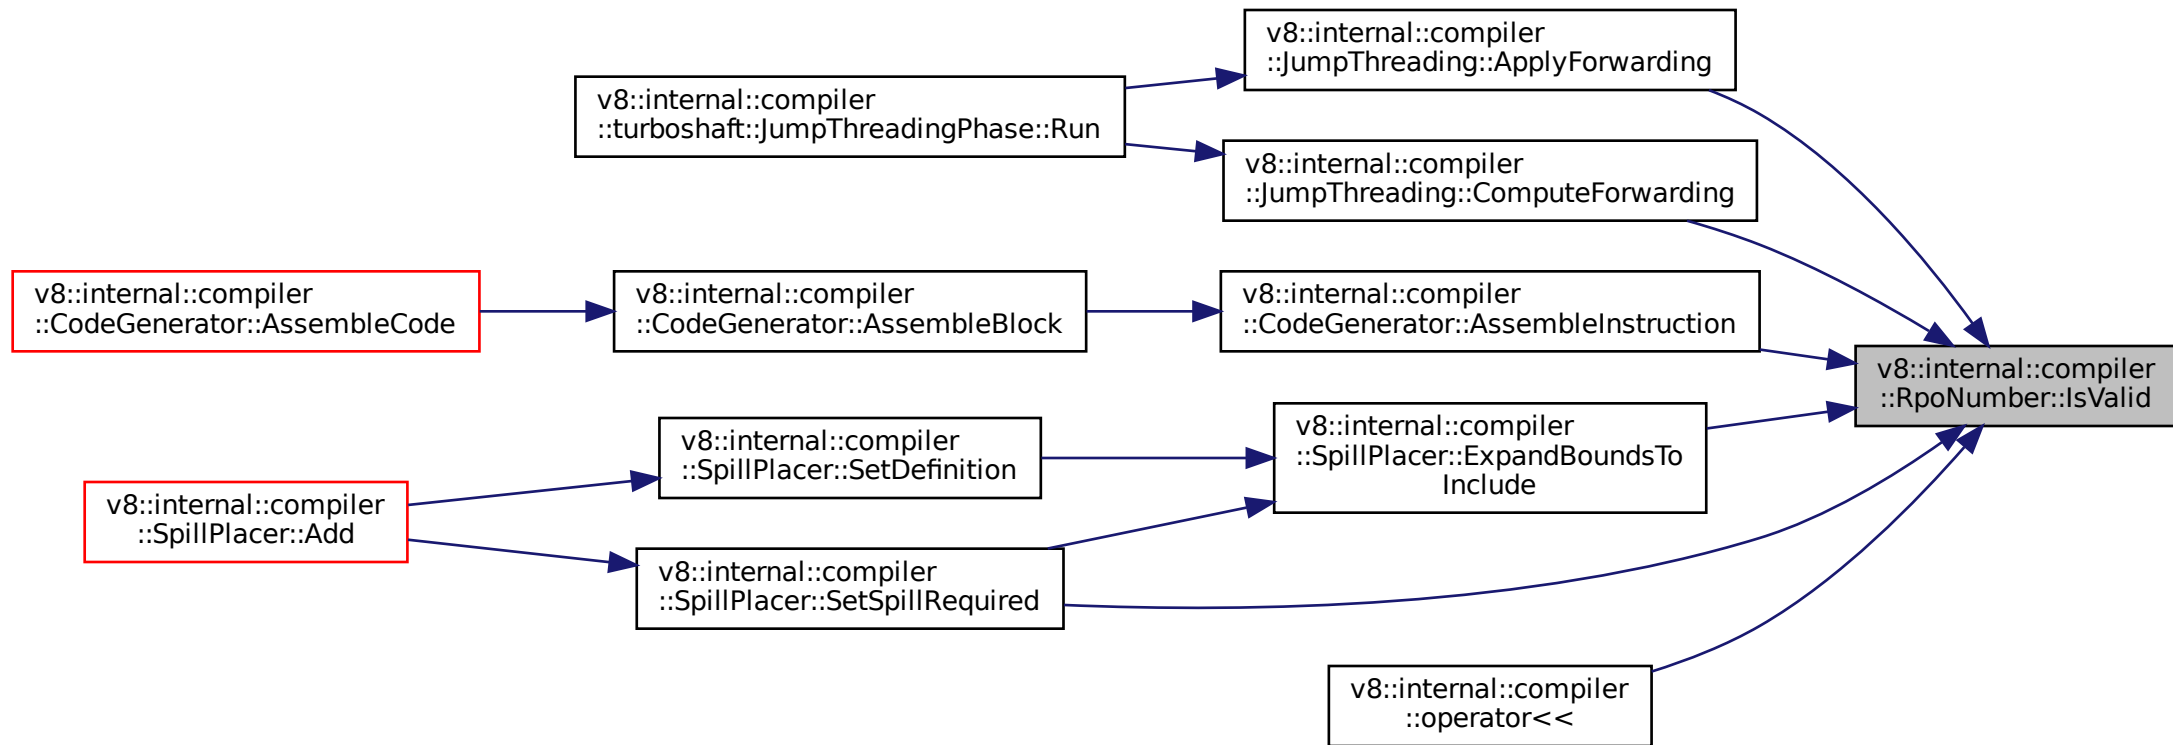 v8::internal::compiler
::JumpThreading::ApplyForwarding
v8::internal::compiler
::turboshaft::JumpThreadingPhase::Run
v8::internal::compiler
::JumpThreading::ComputeForwarding
v8::internal::compiler
::CodeGenerator::AssembleCode
v8::internal::compiler
::CodeGenerator::AssembleBlock
v8::internal::compiler
::CodeGenerator::AssembleInstruction
v8::internal::compiler
::RpoNumber::IsValid
v8::internal::compiler
::SpillPlacer::SetDefinition
v8::internal::compiler
::SpillPlacer::ExpandBoundsTo
Include
v8::internal::compiler
::SpillPlacer::Add
v8::internal::compiler
::SpillPlacer::SetSpillRequired
v8::internal::compiler
::operator<<